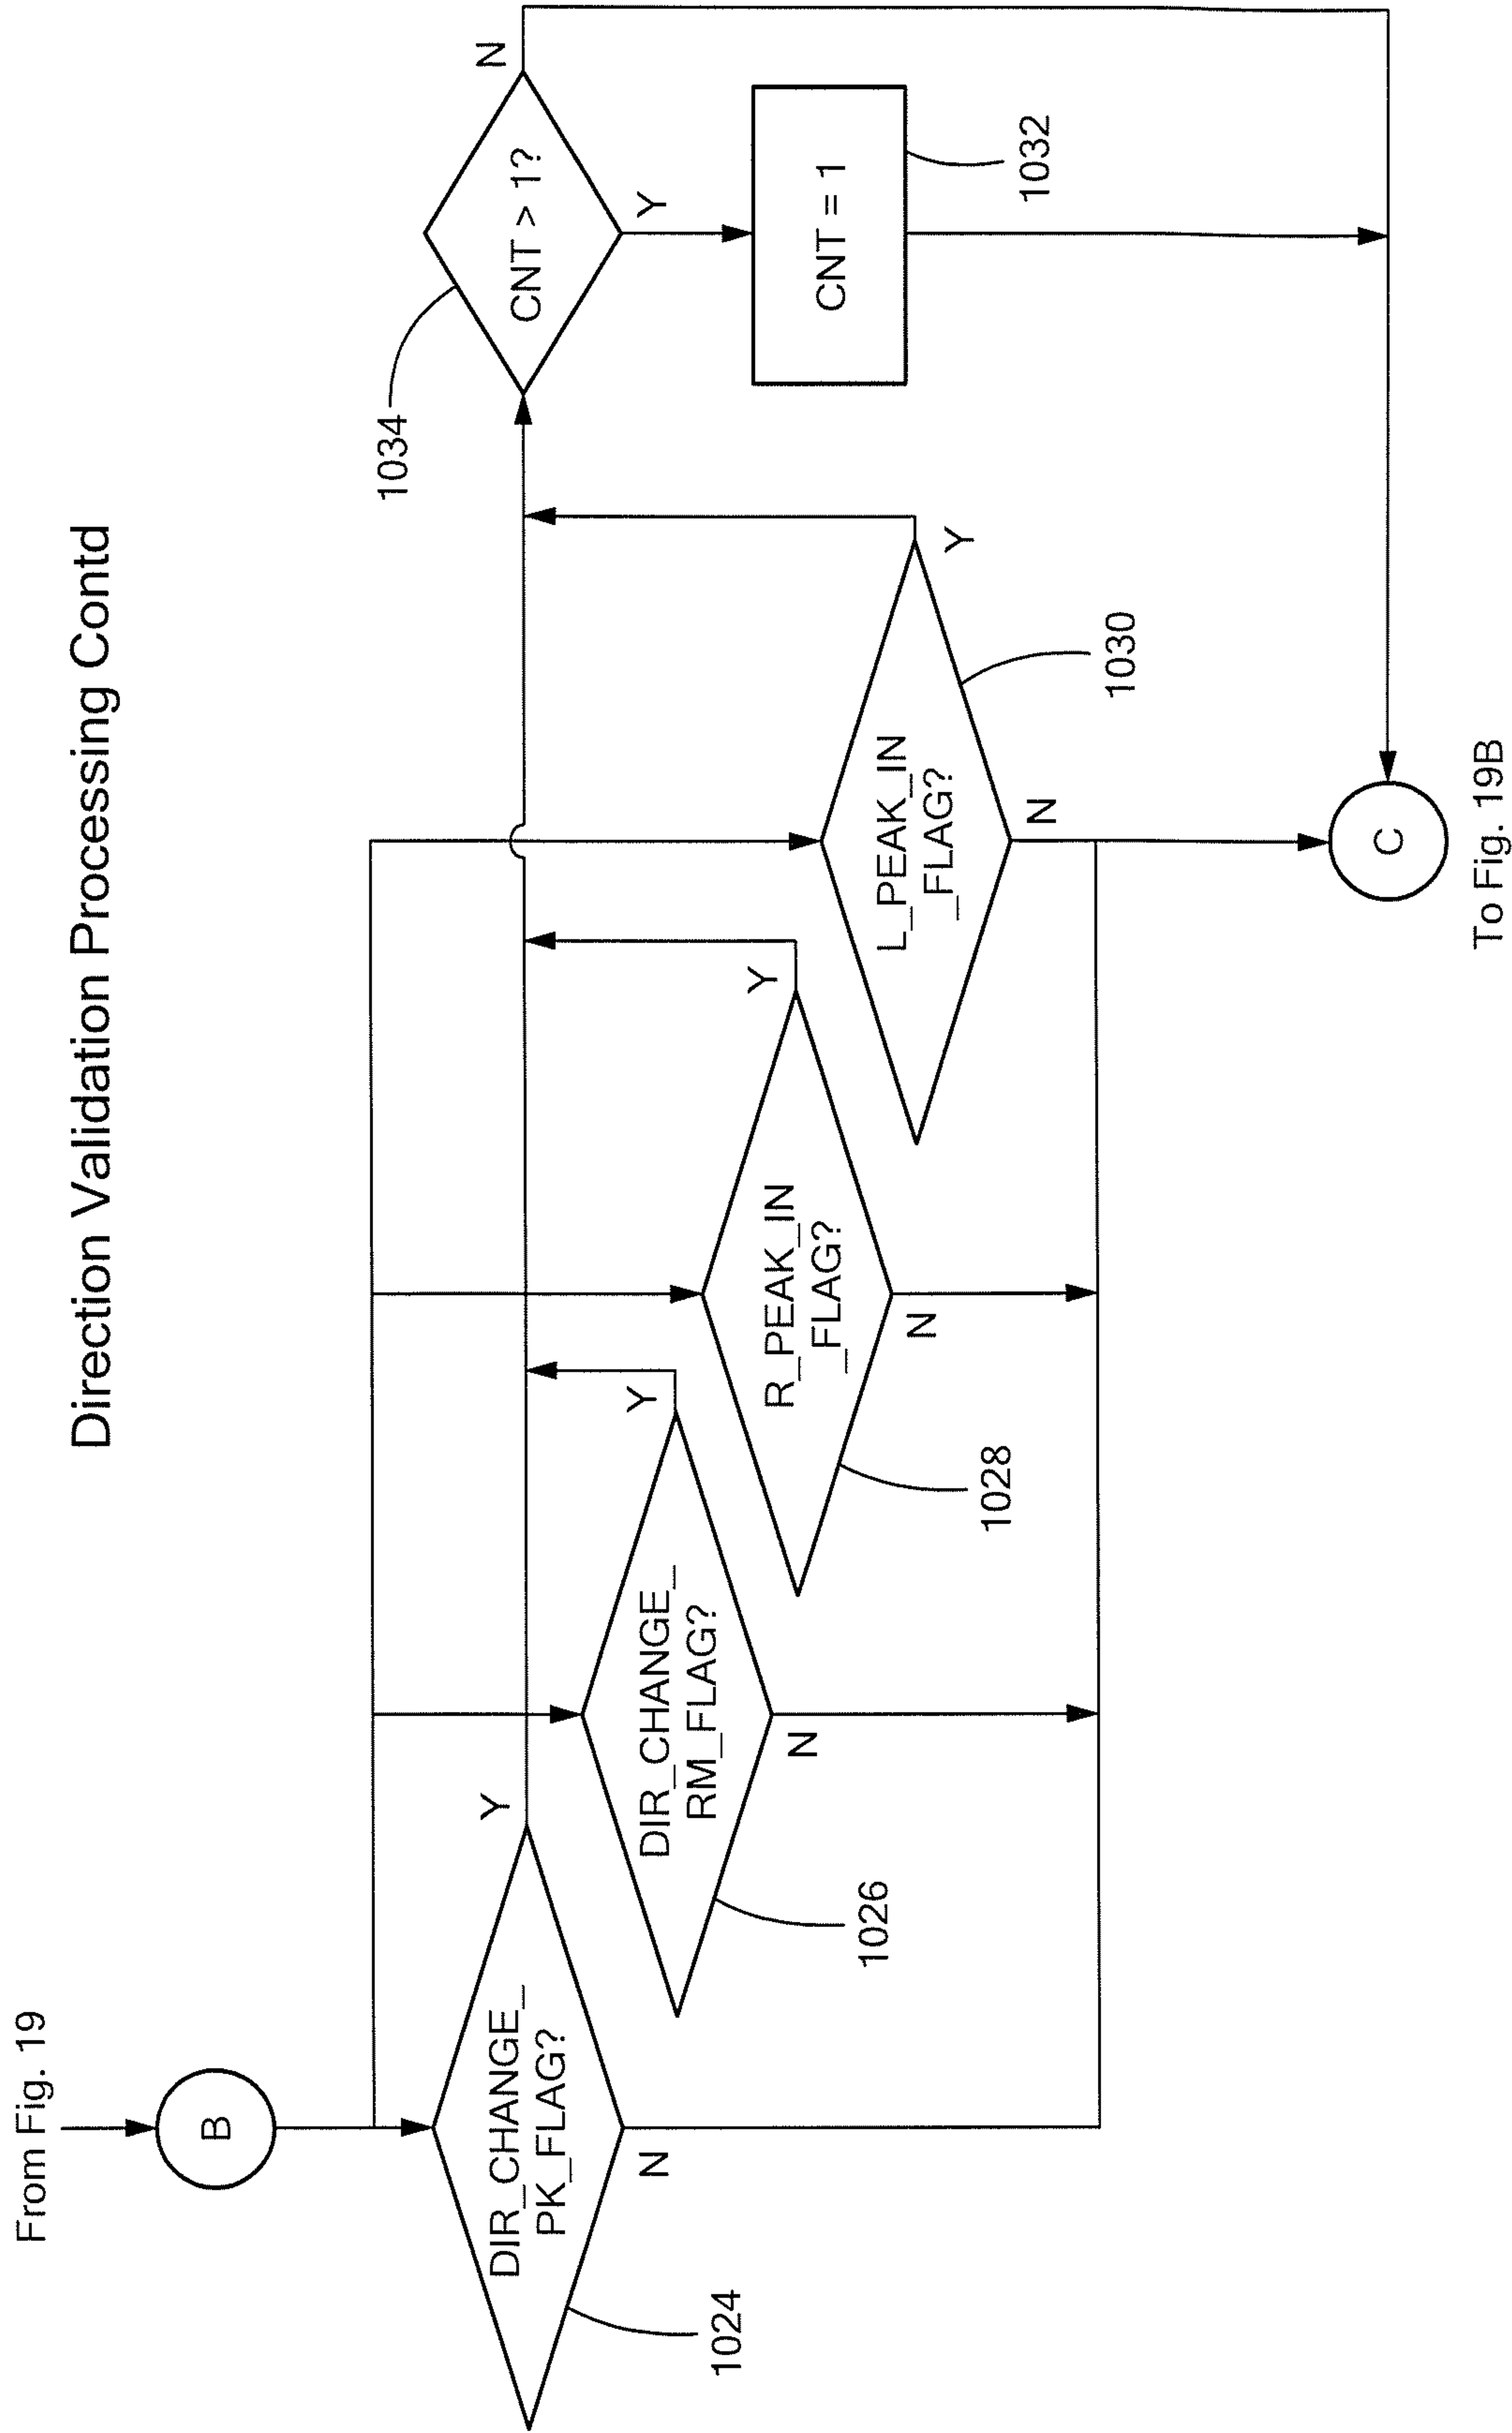 Direction Validation Processing Contd
From Fig. 19
B
DIR_CHANGE_
PK_FLAG?
Y
N
1024
DIR_CHANGE_
RM_FLAG?
Y
N
1026
R_PEAK_IN
_FLAG?
Y
N
1028
L_PEAK_IN
_FLAG?
Y
N
1030
1034
CNT > 1?
N
Y
CNT = 1
1032
C
To Fig. 19B